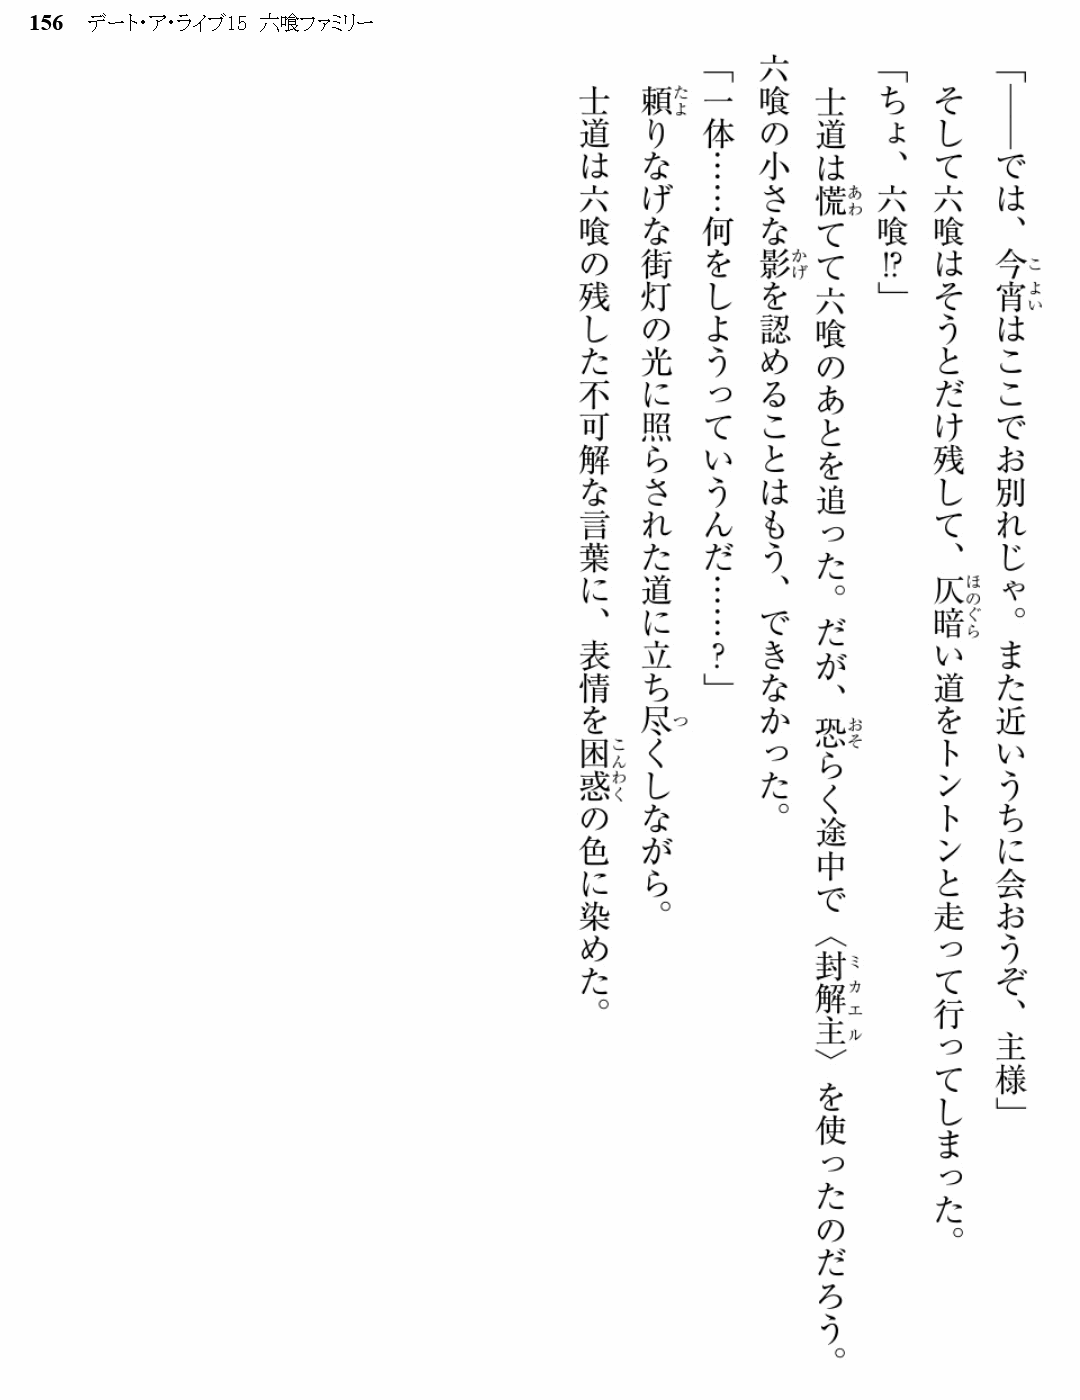 156 デート・ア・ライブ15 六喰ファミリー
「――では、今宵はここでお別れじゃ。また近いうちに会おうぞ、主様」
そして六喰はそうとだけ残して、仄暗い道をトントンと走って行ってしまった。
「ちょ、六喰!?」
士道は慌てて六喰のあとを追った。だが、恐らく途中で〈封解主〉を使ったのだろう。
六喰の小さな影を認めることはもう、できなかった。
「一体……何をしようっていうんだ……?」
頼りなげな街灯の光に照らされた道に立ち尽くしながら。
士道は六喰の残した不可解な言葉に、表情を困惑の色に染めた。